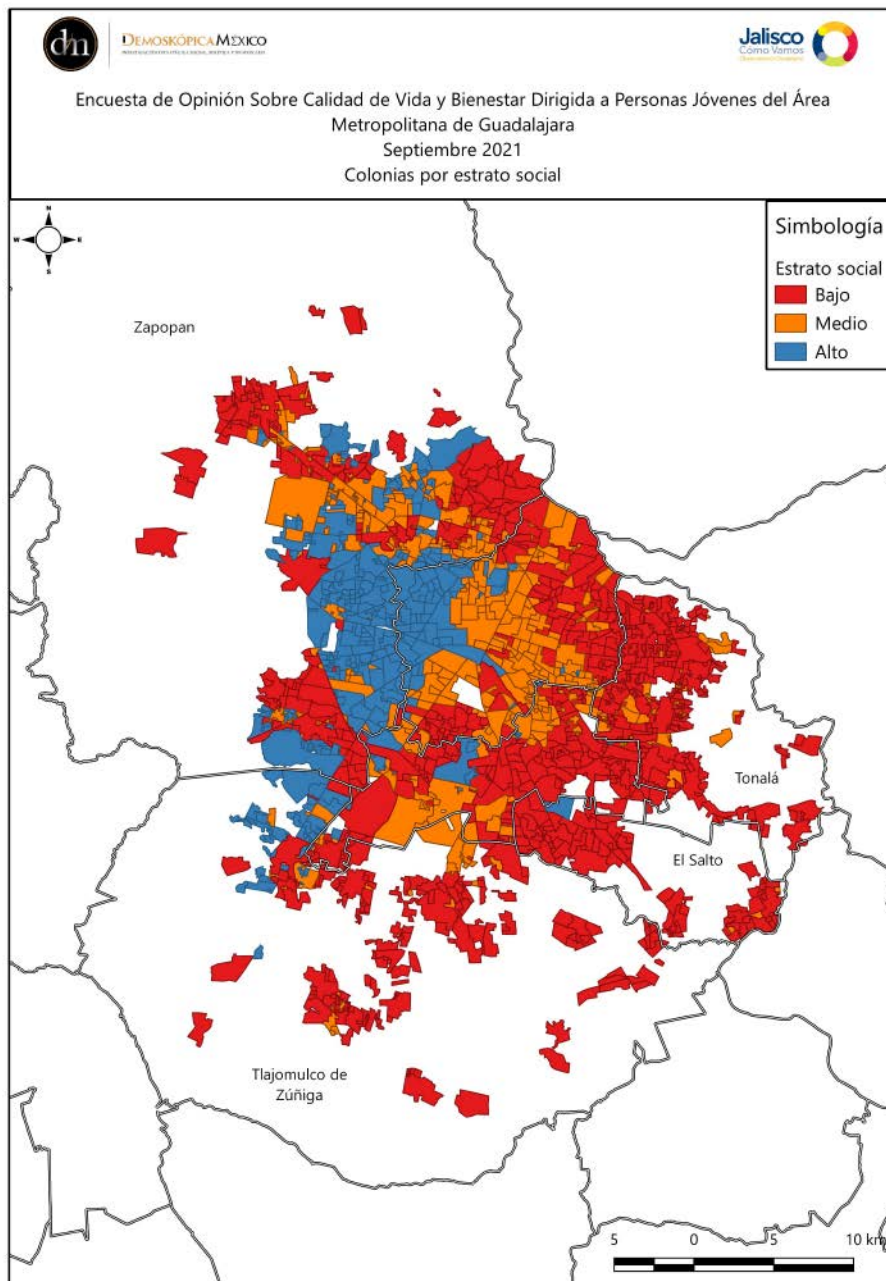 dm
DEMOSKÓPICA MÉXICO
Jalisco
Cómo Vamos
Encuesta de Opinión Sobre Calidad de Vida y Bienestar Dirigida a Personas Jóvenes del Área
Metropolitana de Guadalajara
Septiembre 2021
Colonias por estrato social
N
W E
S
Simbología
Estrato social
Bajo
Medio
Alto
Zapopan
Tonalá
El Salto
Tlajomulco de
Zúñiga
5 0 5 10 km